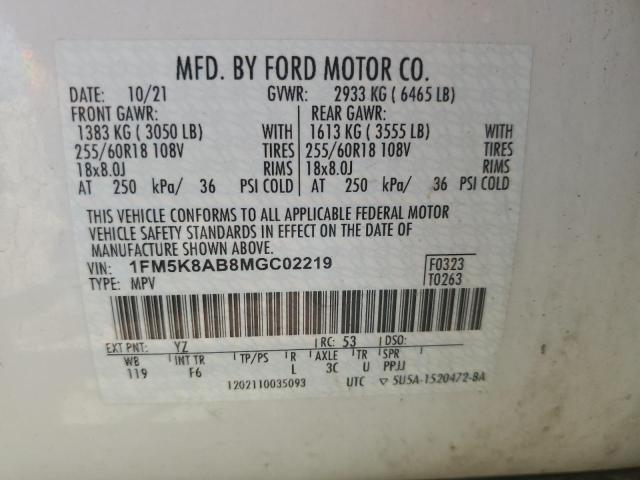 MFD. BY FORD MOTOR CO.
DATE: 10/21 GVWR: 2933 KG ( 6465 LB)
FRONT GAWR: REAR GAWR:
1383 KG ( 3050 LB) WITH 1613 KG ( 3555 LB) WITH
255/60R18 108V TIRES 255/60R18 108V TIRES
18x8.0J RIMS 18x8.0J RIMS
AT 250 kPa/ 36 PSI COLD AT 250 kPa/ 36 PSI COLD
THIS VEHICLE CONFORMS TO ALL APPLICABLE FEDERAL MOTOR
VEHICLE SAFETY STANDARDS IN EFFECT ON THE DATE OF
MANUFACTURE SHOWN ABOVE.
VIN: 1FM5K8AB8MGC02219 F0323
TYPE: MPV T0263
EXT PNT: YZ RC: 53 DSO:
WB INT TR TP/PS R AXLE TR SPR
119 F6 L 3C U PPJJ
1202110035093 UTC ▽ 5U5A-1520472-BA